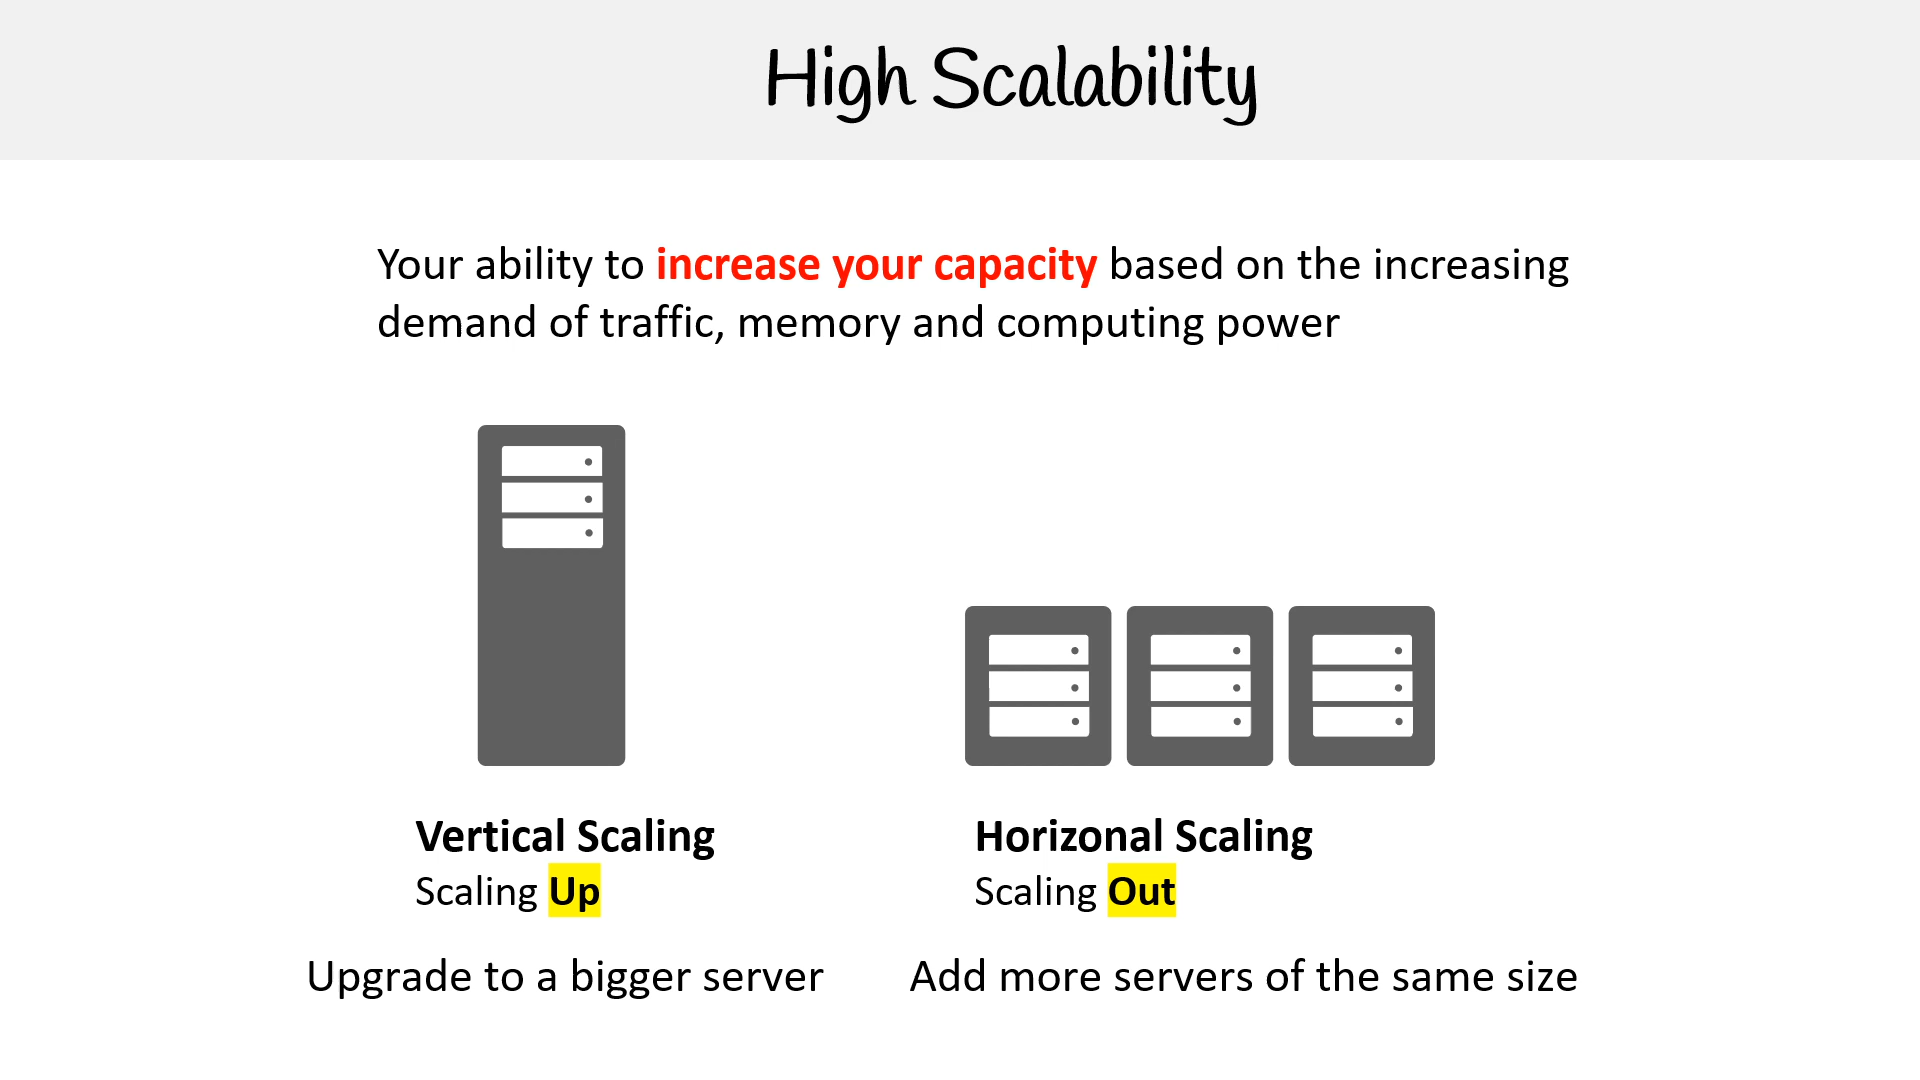 High Scalability
Your ability to increase your capacity based on the increasing
demand of traffic, memory and computing power
Vertical Scaling
Scaling Up
Upgrade to a bigger server
Horizonal Scaling
Scaling Out
Add more servers of the same size